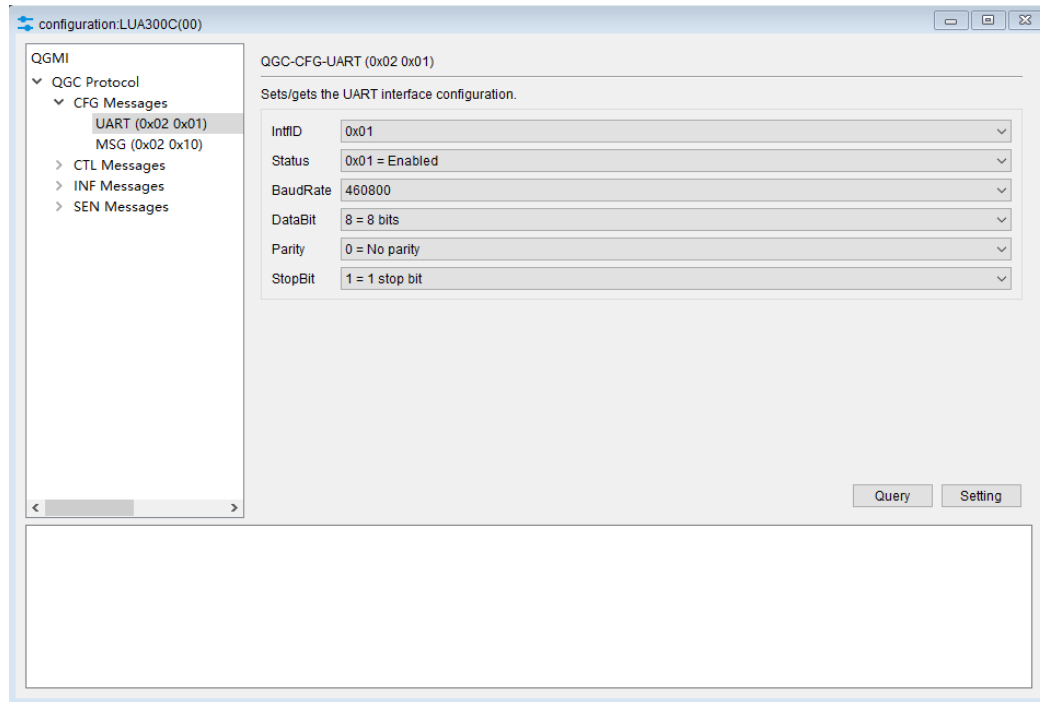 configuration:LUA300C(00)
QGMI
QGC Protocol
CFG Messages
UART (0x02 0x01)
MSG (0x02 0x10)
CTL Messages
INF Messages
SEN Messages
QGC-CFG-UART (0x02 0x01)
Sets/gets the UART interface configuration.
IntfID 0x01
Status 0x01 = Enabled
BaudRate 460800
DataBit 8 = 8 bits
Parity 0 = No parity
StopBit 1 = 1 stop bit
Query Setting